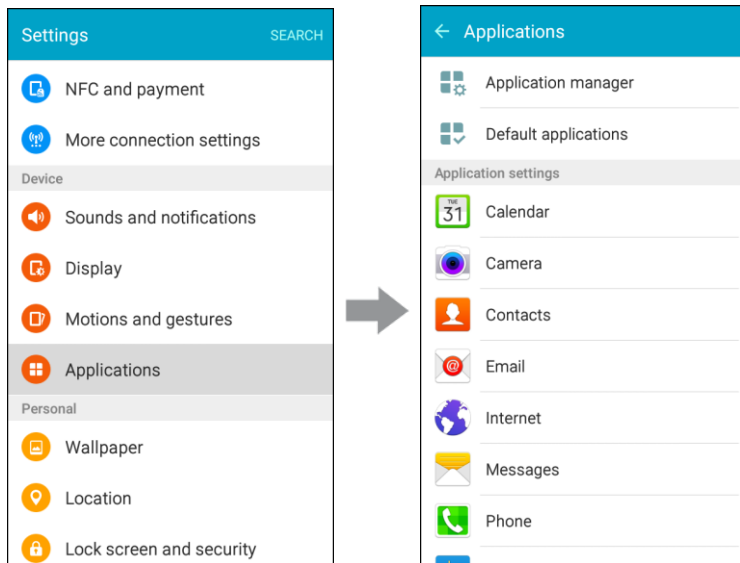 Settings
SEARCH
NFC and payment
More connection settings
Device
Sounds and notifications
Display
Motions and gestures
Applications
Personal
Wallpaper
Location
Lock screen and security
Applications
Application manager
Default applications
Application settings
TUE
31
Calendar
Camera
Contacts
@
Email
Internet
Messages
Phone